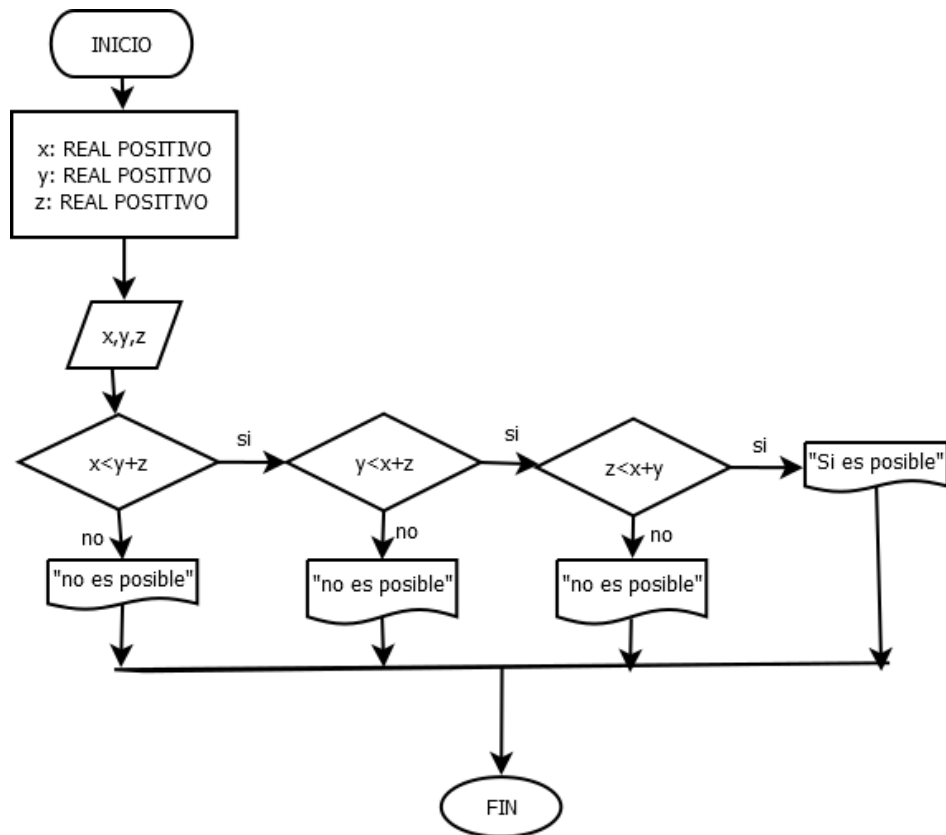 INICIO
x: REAL POSITIVO
y: REAL POSITIVO
z: REAL POSITIVO
x,y,z
x<y+z
si
y<x+z
si
z<x+y
si
"Si es posible"
no
"no es posible"
no
"no es posible"
no
"no es posible"
FIN